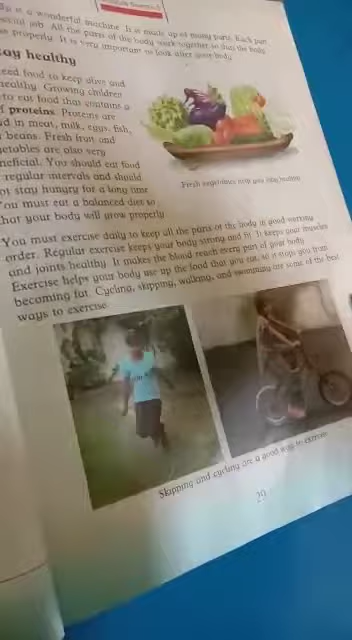 is a wonderful machine. It is made up of many parts. Each part
special job. All the parts of the body work together so that the body
properly. It is very important to look after your body.
ay healthy
eed food to keep alive and
healthy. Growing children
to eat food that contains a
f proteins. Proteins are
d in meat, milk, eggs, fish,
beans. Fresh fruit and
getables are also very
neficial. You should eat food
regular intervals and should
ot stay hungry for a long time.
You must eat a balanced diet so
hat your body will grow properly.
Fresh vegetables
You must exercise daily to keep all the parts of the body in good working
order. Regular exercise keeps your body strong and fit. It keeps your muscles
and joints healthy. It makes the blood reach every part of your body.
Exercise helps your body use up the food that you eat, so it stops you from
becoming fat. Cycling, skipping, walking, and swimming are some of the best
ways to exercise.
Skipping and cycling are a good way to exercise